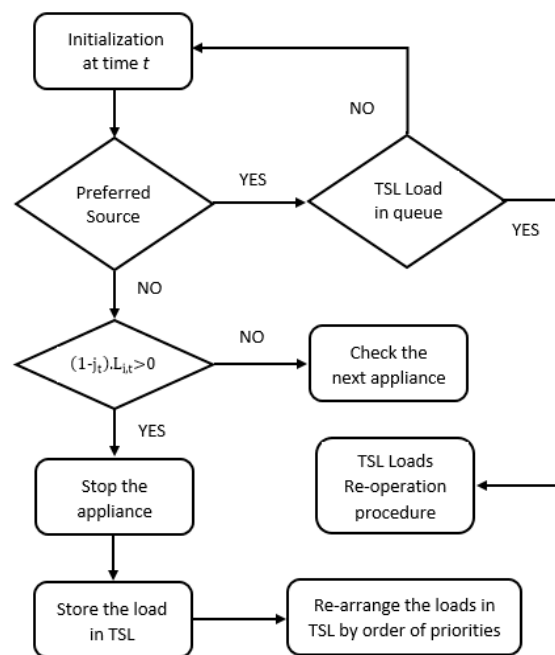 Initialization
at time t
NO
Preferred
Source
YES
TSL Load
in queue
YES
NO
(1-jₜ).Lᵢ,ₜ>0
NO
Check the
next appliance
YES
Stop the
appliance
TSL Loads
Re-operation
procedure
Store the load
in TSL
Re-arrange the loads in
TSL by order of priorities